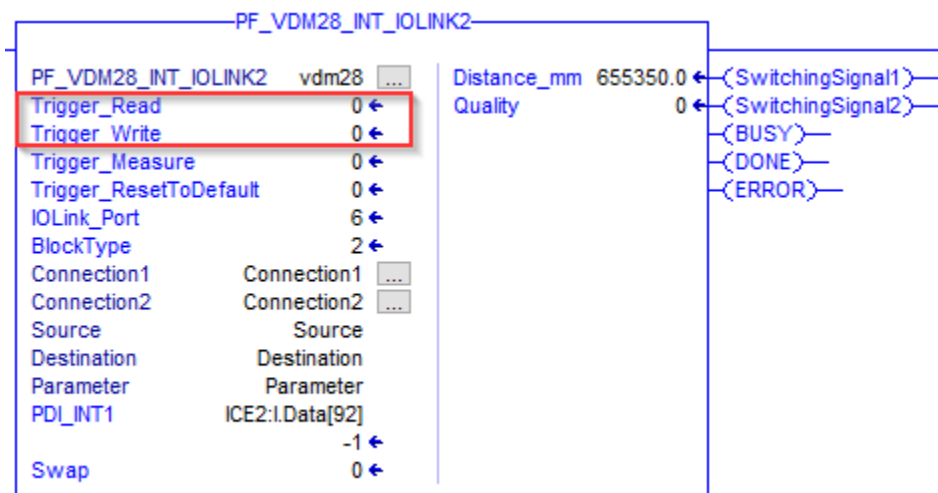 PF_VDM28_INT_IOLINK2
PF_VDM28_INT_IOLINK2 vdm28 ... Distance_mm 655350.0 (SwitchingSignal1)
Trigger_Read 0 Quality 0 (SwitchingSignal2)
Trigger_Write 0 (BUSY)
Trigger_Measure 0 (DONE)
Trigger_ResetToDefault 0 (ERROR)
IOLink_Port 6
BlockType 2
Connection1 Connection1 ...
Connection2 Connection2 ...
Source Source
Destination Destination
Parameter Parameter
PDI_INT1 ICE2:I.Data[92]
-1
Swap 0